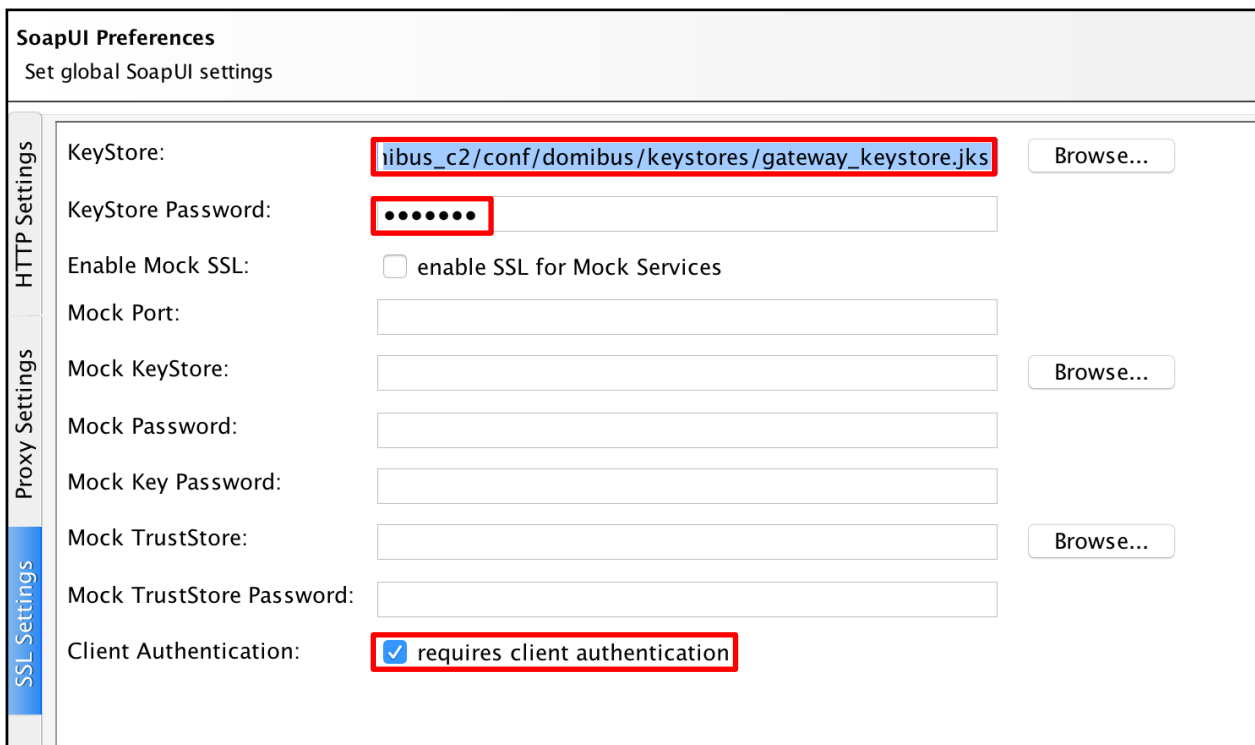 SoapUI Preferences
Set global SoapUI settings
HTTP Settings
Proxy Settings
SSL Settings
KeyStore: nibus_c2/conf/domibus/keystores/gateway_keystore.jks Browse...
KeyStore Password: •••••••
Enable Mock SSL: enable SSL for Mock Services
Mock Port:
Mock KeyStore: Browse...
Mock Password:
Mock Key Password:
Mock TrustStore: Browse...
Mock TrustStore Password:
Client Authentication: requires client authentication